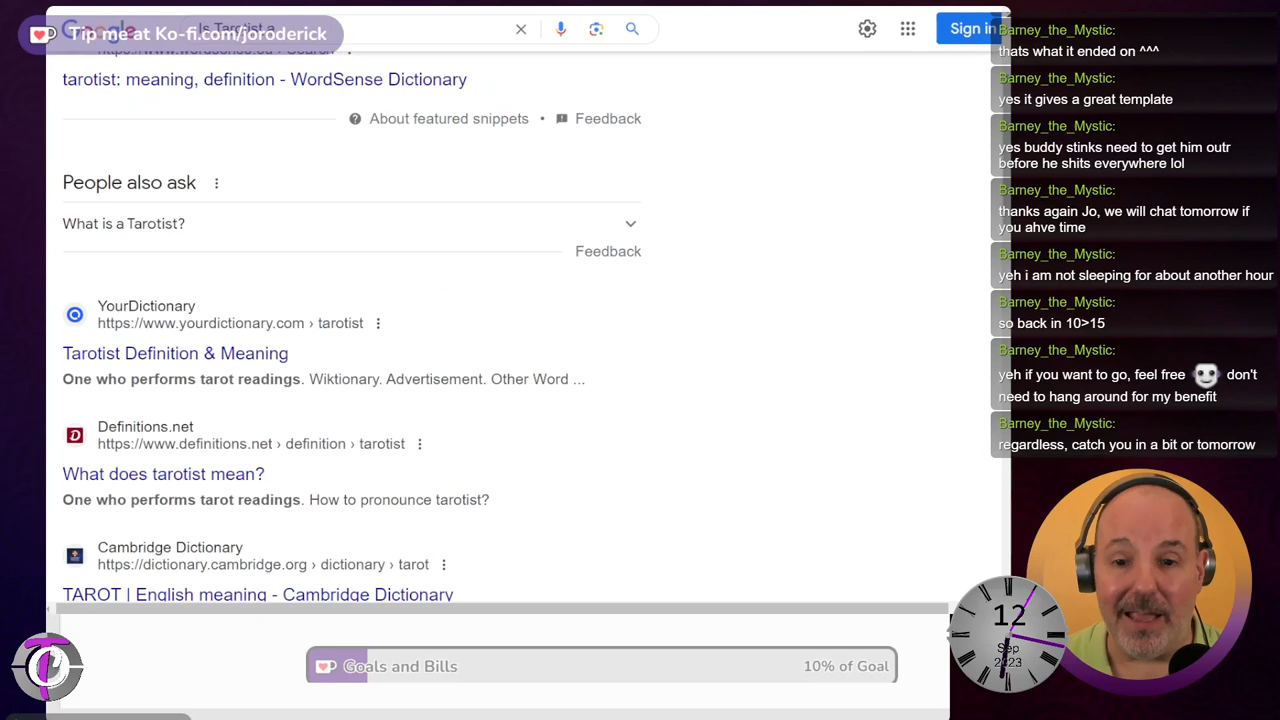 Is Tarotist a
Tip me at Ko-fi.com/joroderick
Sign in
tarotist: meaning, definition - WordSense Dictionary
About featured snippets
•
Feedback
People also ask
What is a Tarotist?
Feedback
YourDictionary
https://www.yourdictionary.com › tarotist
Tarotist Definition & Meaning
One who performs tarot readings. Wiktionary. Advertisement. Other Word ...
Definitions.net
https://www.definitions.net › definition › tarotist
What does tarotist mean?
One who performs tarot readings. How to pronounce tarotist?
Cambridge Dictionary
https://dictionary.cambridge.org › dictionary › tarot
TAROT | English meaning - Cambridge Dictionary
Goals and Bills
10% of Goal
Barney_the_Mystic:
thats what it ended on ^^^
Barney_the_Mystic:
yes it gives a great template
Barney_the_Mystic:
yes buddy stinks need to get him outr
before he shits everywhere lol
Barney_the_Mystic:
thanks again Jo, we will chat tomorrow if
you ahve time
Barney_the_Mystic:
yeh i am not sleeping for about another hour
Barney_the_Mystic:
so back in 10>15
Barney_the_Mystic:
yeh if you want to go, feel free don't
need to hang around for my benefit
Barney_the_Mystic:
regardless, catch you in a bit or tomorrow
12
Sep
2023